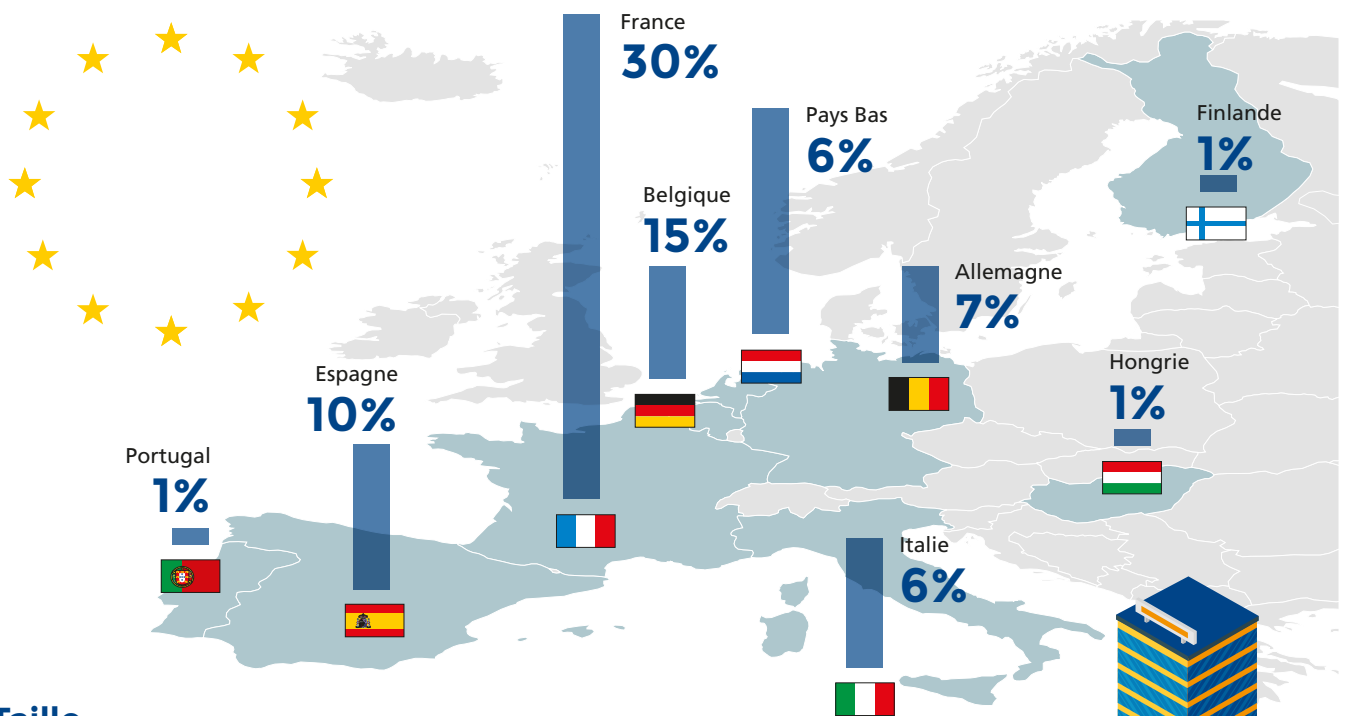 France
30%
Pays Bas
6%
Finlande
1%
Belgique
15%
Allemagne
7%
Espagne
10%
Hongrie
1%
Portugal
1%
Italie
6%
Taille